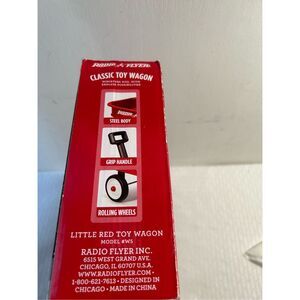 RADIO FLYER
CLASSIC TOY WAGON
MINIATURE SIZE WITH
ENDLESS POSSIBILITIES
STEEL BODY
GRIP HANDLE
ROLLING WHEELS
LITTLE RED TOY WAGON
MODEL #W5
RADIO FLYER INC.
6515 WEST GRAND AVE.
CHICAGO, IL 60707 U.S.A.
WWW.RADIOFLYER.COM •
1-800-621-7613 • DESIGNED IN
CHICAGO • MADE IN CHINA